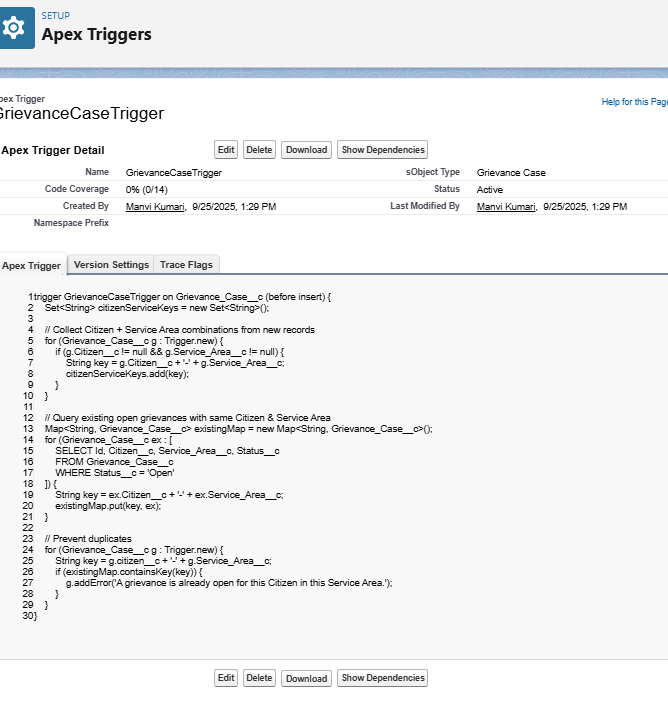 SETUP
Apex Triggers
pex Trigger
GrievanceCaseTrigger
Help for this Page
Apex Trigger Detail
Edit Delete Download Show Dependencies
Name GrievanceCaseTrigger sObject Type Grievance Case
Code Coverage 0% (0/14) Status Active
Created By Manvi Kumari, 9/25/2025, 1:29 PM Last Modified By Manvi Kumari, 9/25/2025, 1:29 PM
Namespace Prefix
Apex Trigger Version Settings Trace Flags
1 trigger GrievanceCaseTrigger on Grievance_Case__c (before insert) {
2 Set<String> citizenServiceKeys = new Set<String>();
3
4 // Collect Citizen + Service Area combinations from new records
5 for (Grievance_Case__c g : Trigger.new) {
6 if (g.Citizen__c != null && g.Service_Area__c != null) {
7 String key = g.Citizen__c + '-' + g.Service_Area__c;
8 citizenServiceKeys.add(key);
9 }
10 }
11
12 // Query existing open grievances with same Citizen & Service Area
13 Map<String, Grievance_Case__c> existingMap = new Map<String, Grievance_Case__c>();
14 for (Grievance_Case__c ex : [
15 SELECT Id, Citizen__c, Service_Area__c, Status__c
16 FROM Grievance_Case__c
17 WHERE Status__c = 'Open'
18 ]) {
19 String key = ex.Citizen__c + '-' + ex.Service_Area__c;
20 existingMap.put(key, ex);
21 }
22
23 // Prevent duplicates
24 for (Grievance_Case__c g : Trigger.new) {
25 String key = g.citizen__c + '-' + g.Service_Area__c;
26 if (existingMap.containsKey(key)) {
27 g.addError('A grievance is already open for this Citizen in this Service Area.');
28 }
29 }
30 }
Edit Delete Download Show Dependencies